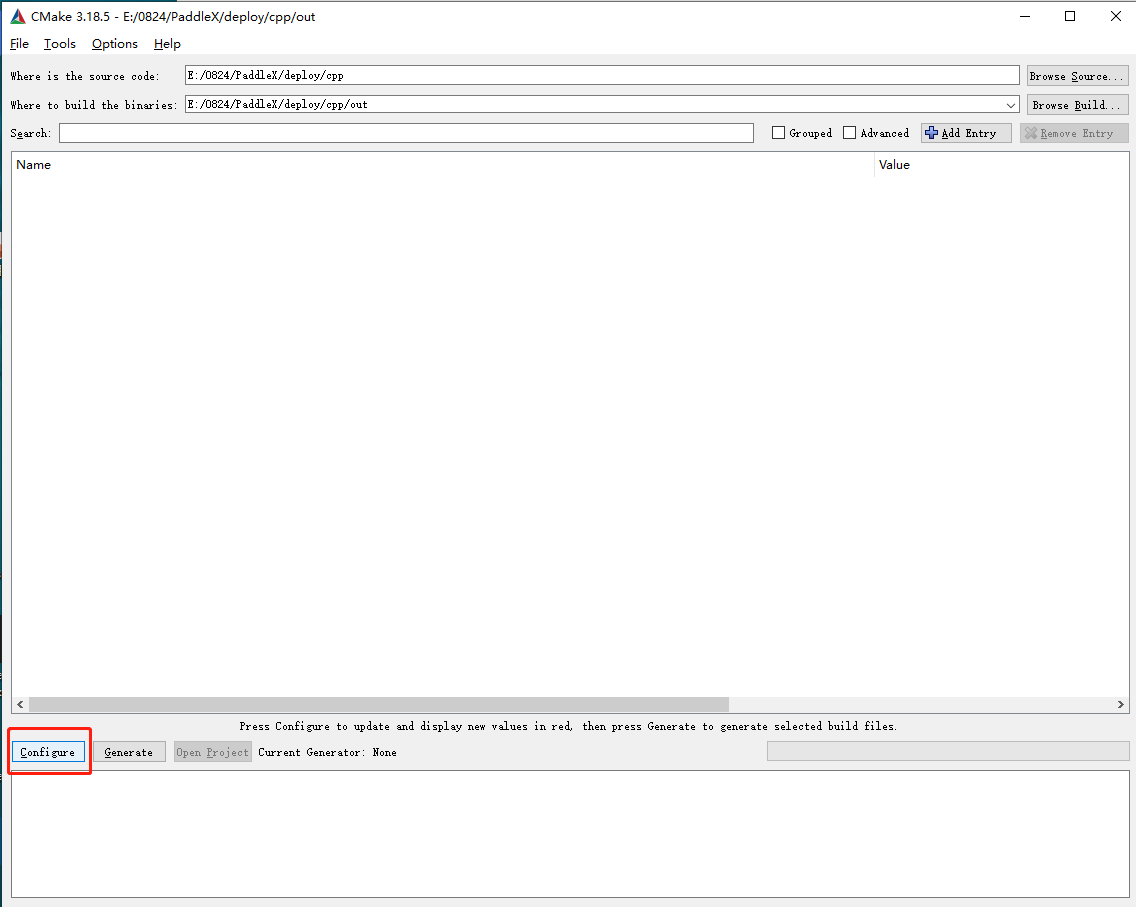 CMake 3.18.5 - E:/0824/PaddleX/deploy/cpp/out
File Tools Options Help
Where is the source code: E:/0824/PaddleX/deploy/cpp Browse Source...
Where to build the binaries: E:/0824/PaddleX/deploy/cpp/out Browse Build...
Search: Grouped Advanced Add Entry Remove Entry
Name Value
Press Configure to update and display new values in red, then press Generate to generate selected build files.
Configure Generate Open Project Current Generator: None